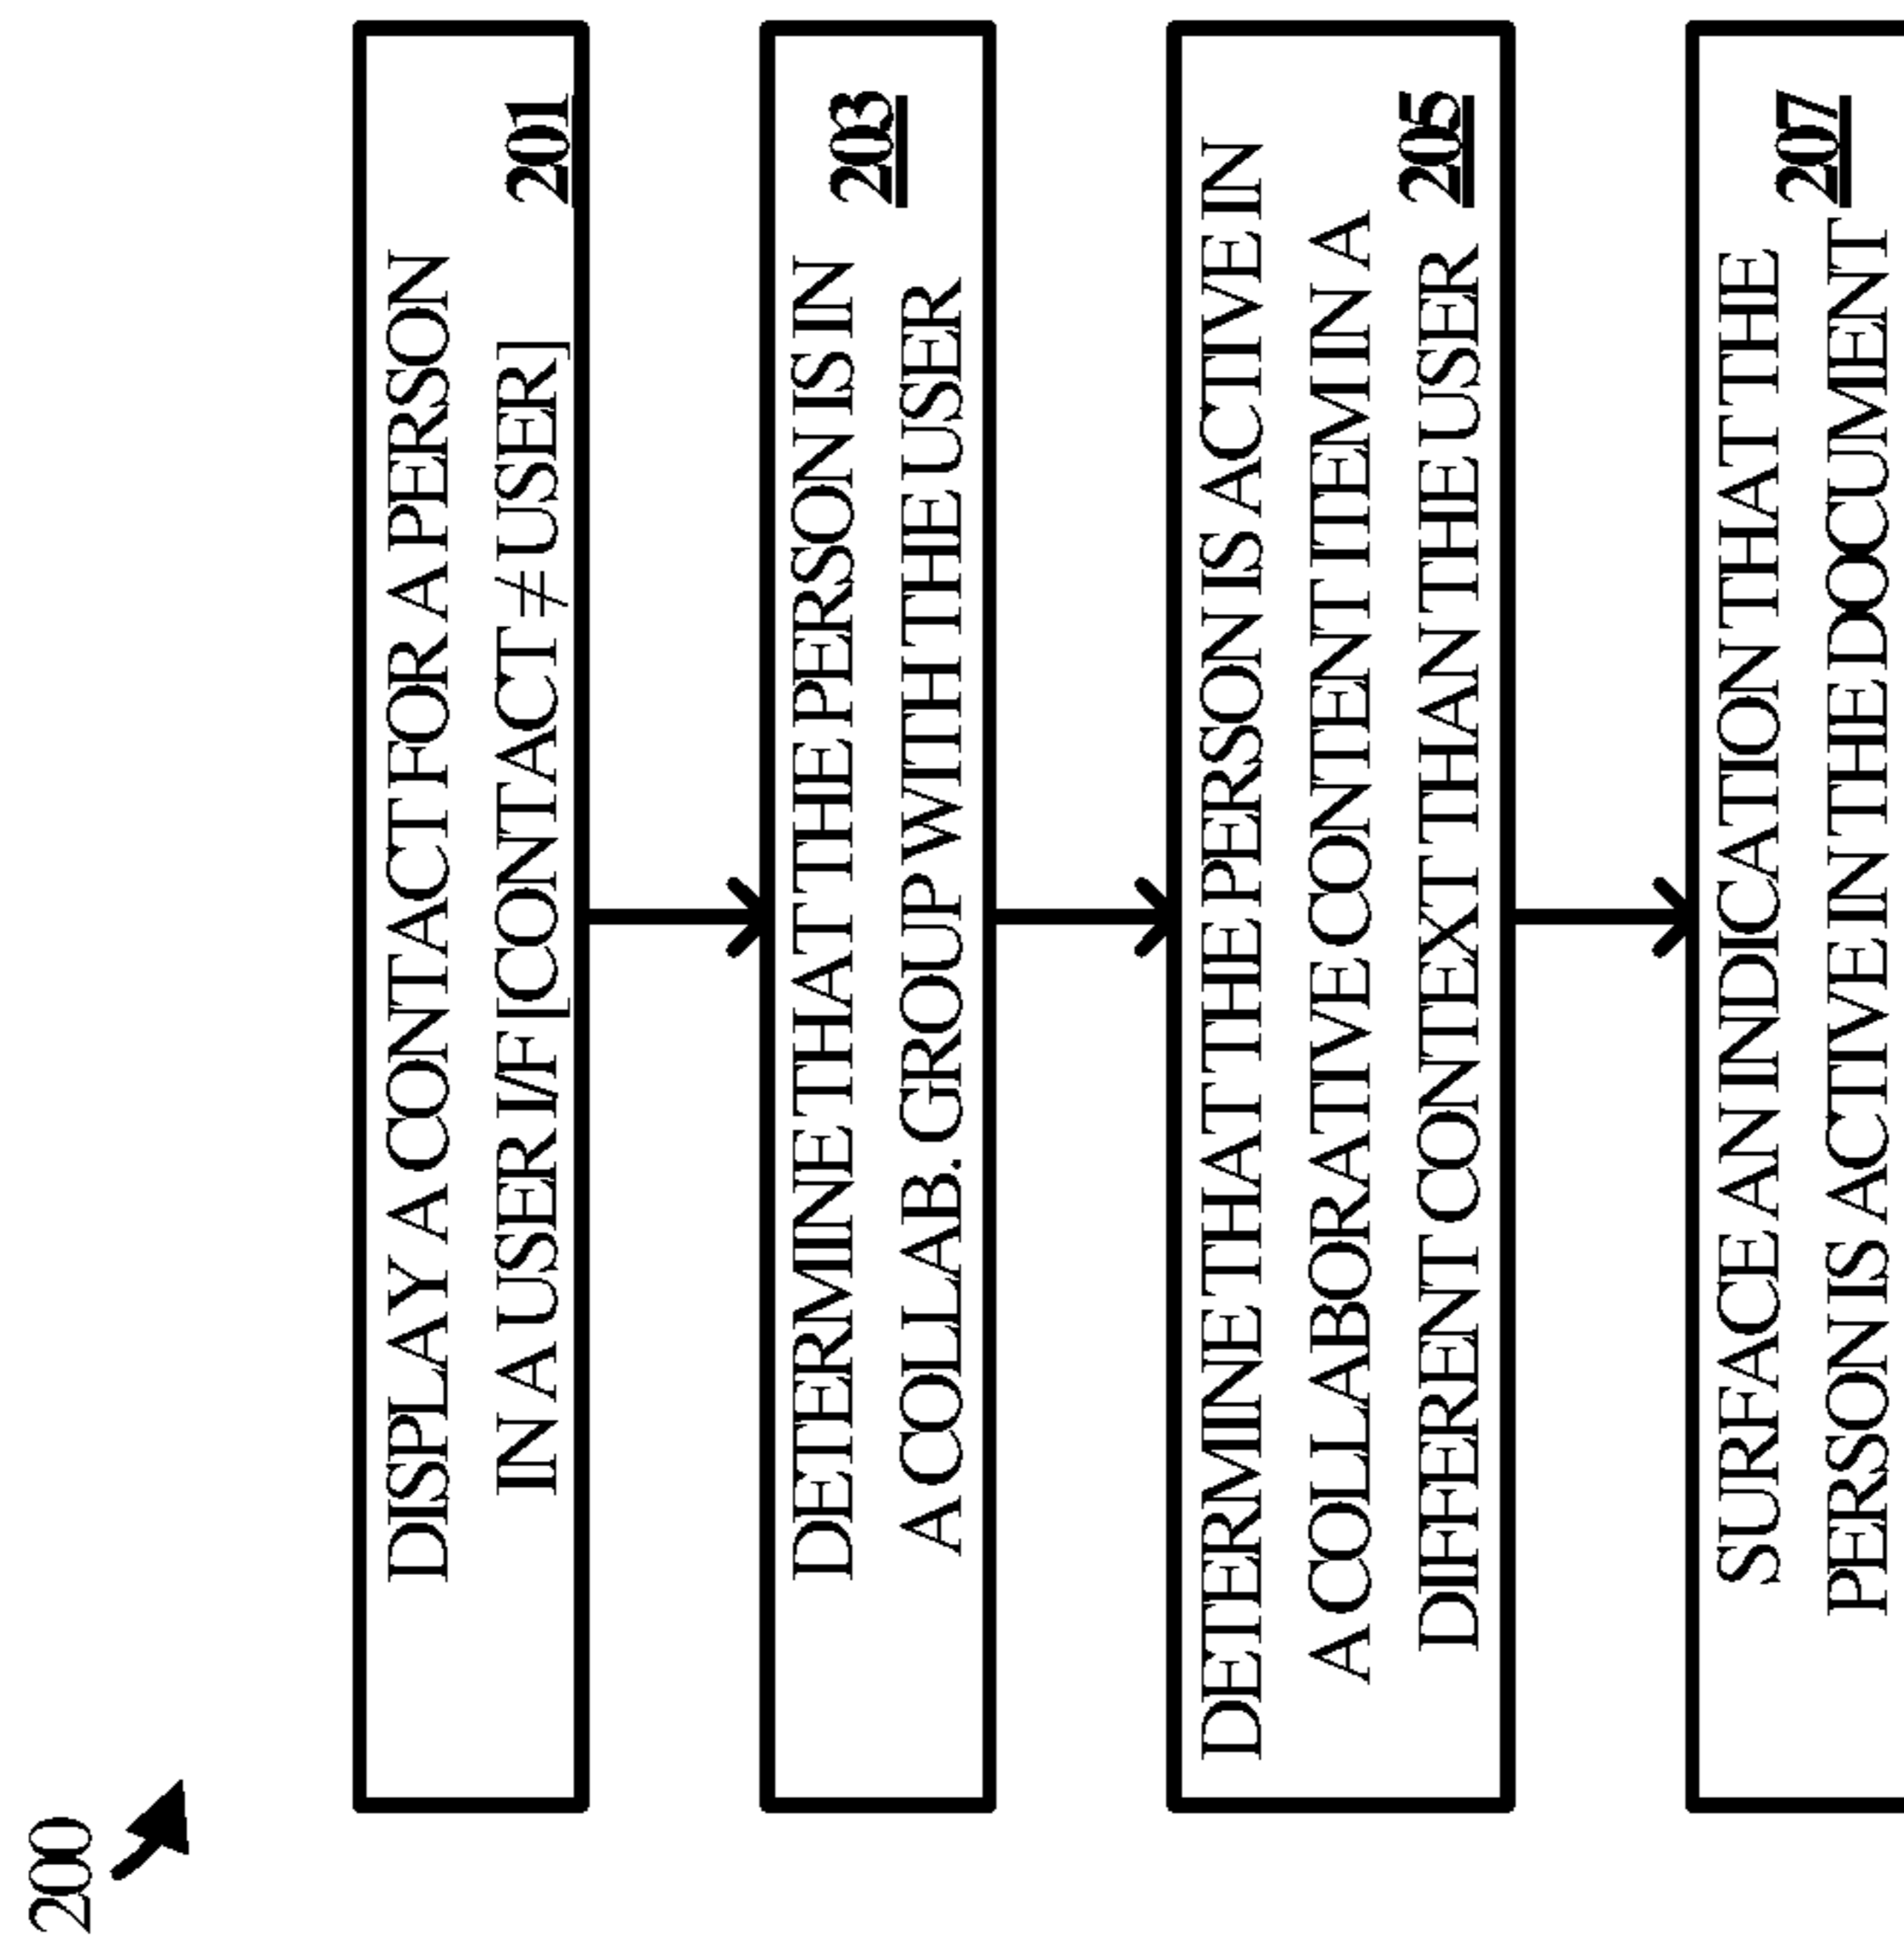 200
DISPLAY A CONTACT FOR A PERSON
IN A USER I/F [CONTACT ≠ USER]
201
DETERMINE THAT THE PERSON IS IN
A COLLAB. GROUP WITH THE USER
203
DETERMINE THAT THE PERSON IS ACTIVE IN
A COLLABORATIVE CONTENT ITEM IN A
DIFFERENT CONTEXT THAN THE USER
205
SURFACE AN INDICATION THAT THE
PERSON IS ACTIVE IN THE DOCUMENT
207